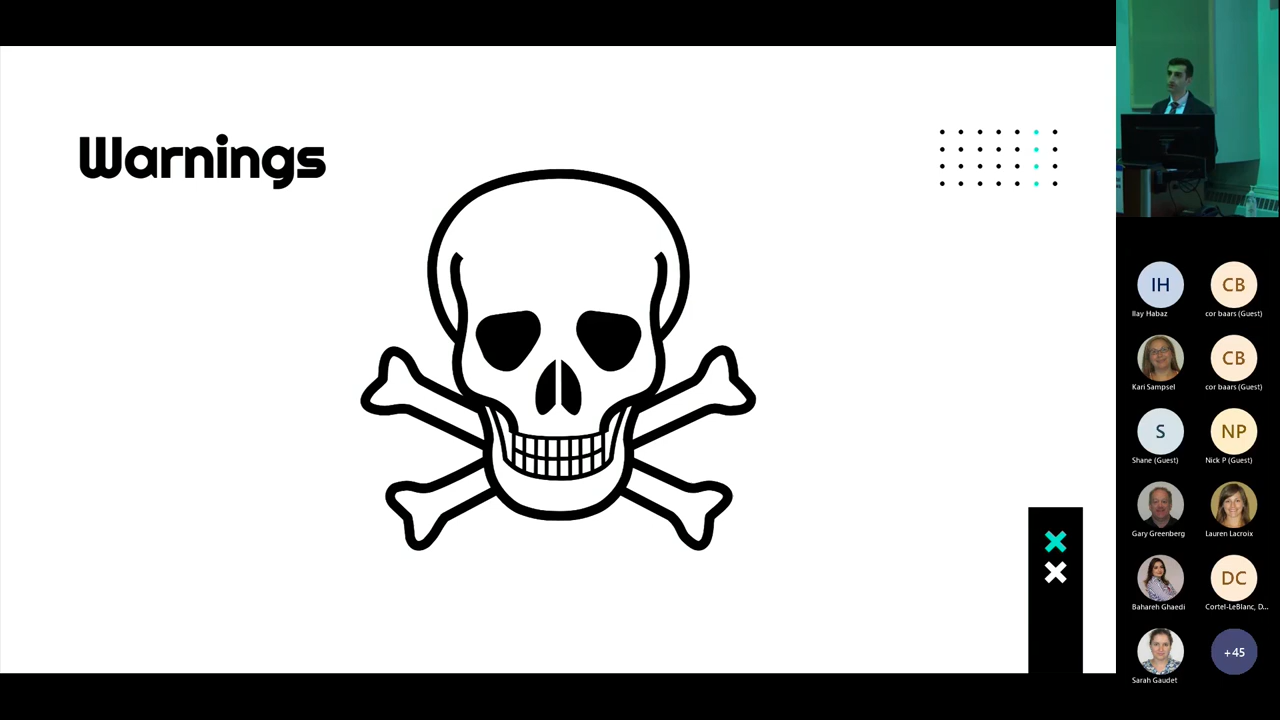 Warnings
IH
CB
Ilay Habaz
cor baars (Guest)
CB
Kari Sampsel
cor baars (Guest)
S
NP
Shane (Guest)
Nick P (Guest)
Gary Greenberg
Lauren Lacroix
DC
Bahareh Ghaedi
Cortel-LeBlanc, D...
+45
Sarah Gaudet